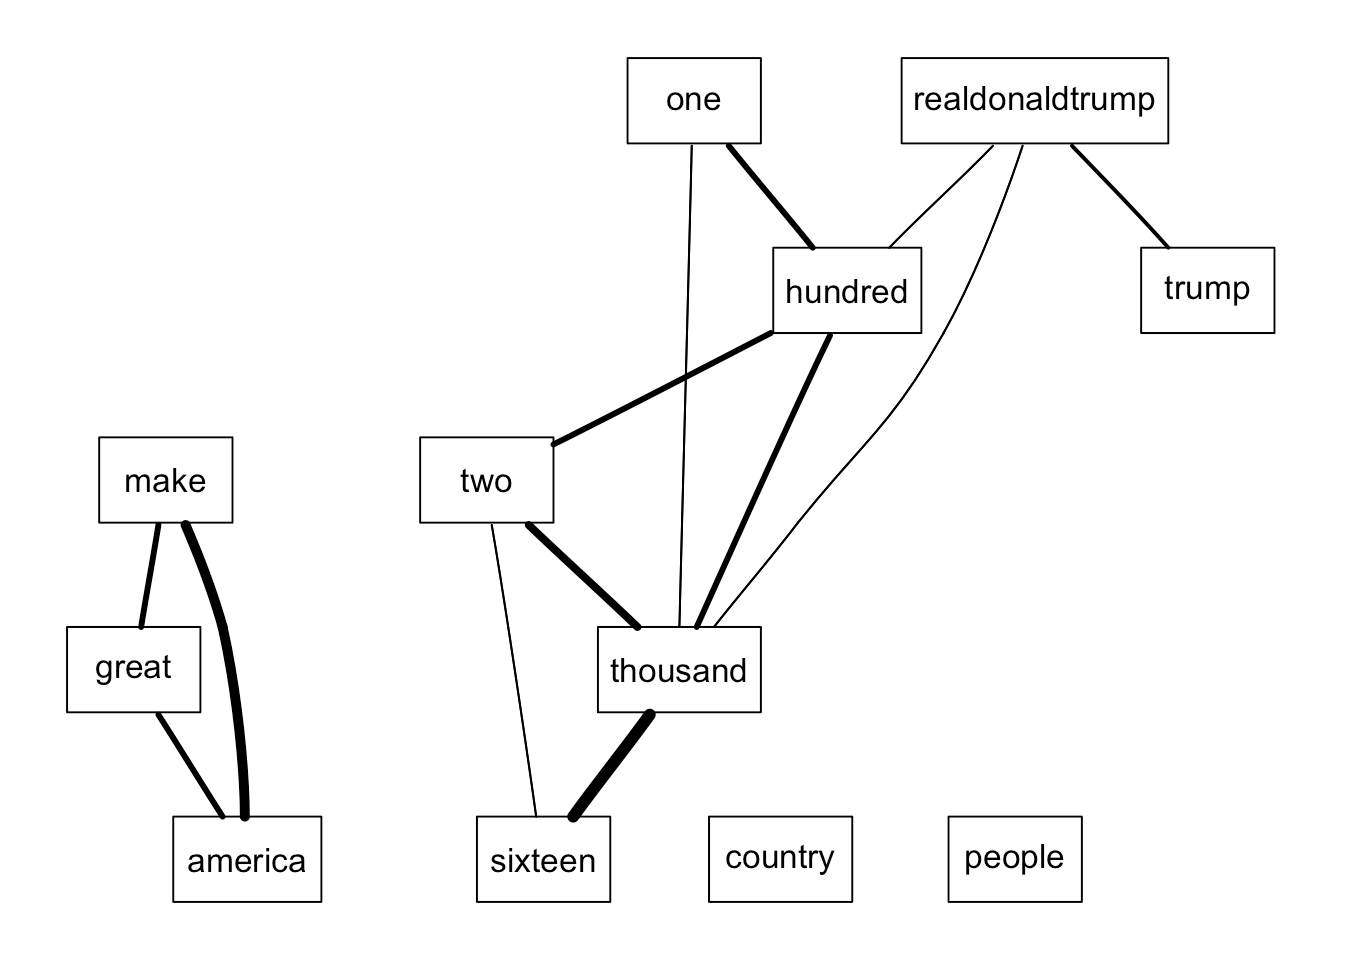 one
realdonaldtrump
hundred
trump
make
two
great
thousand
america
sixteen
country
people